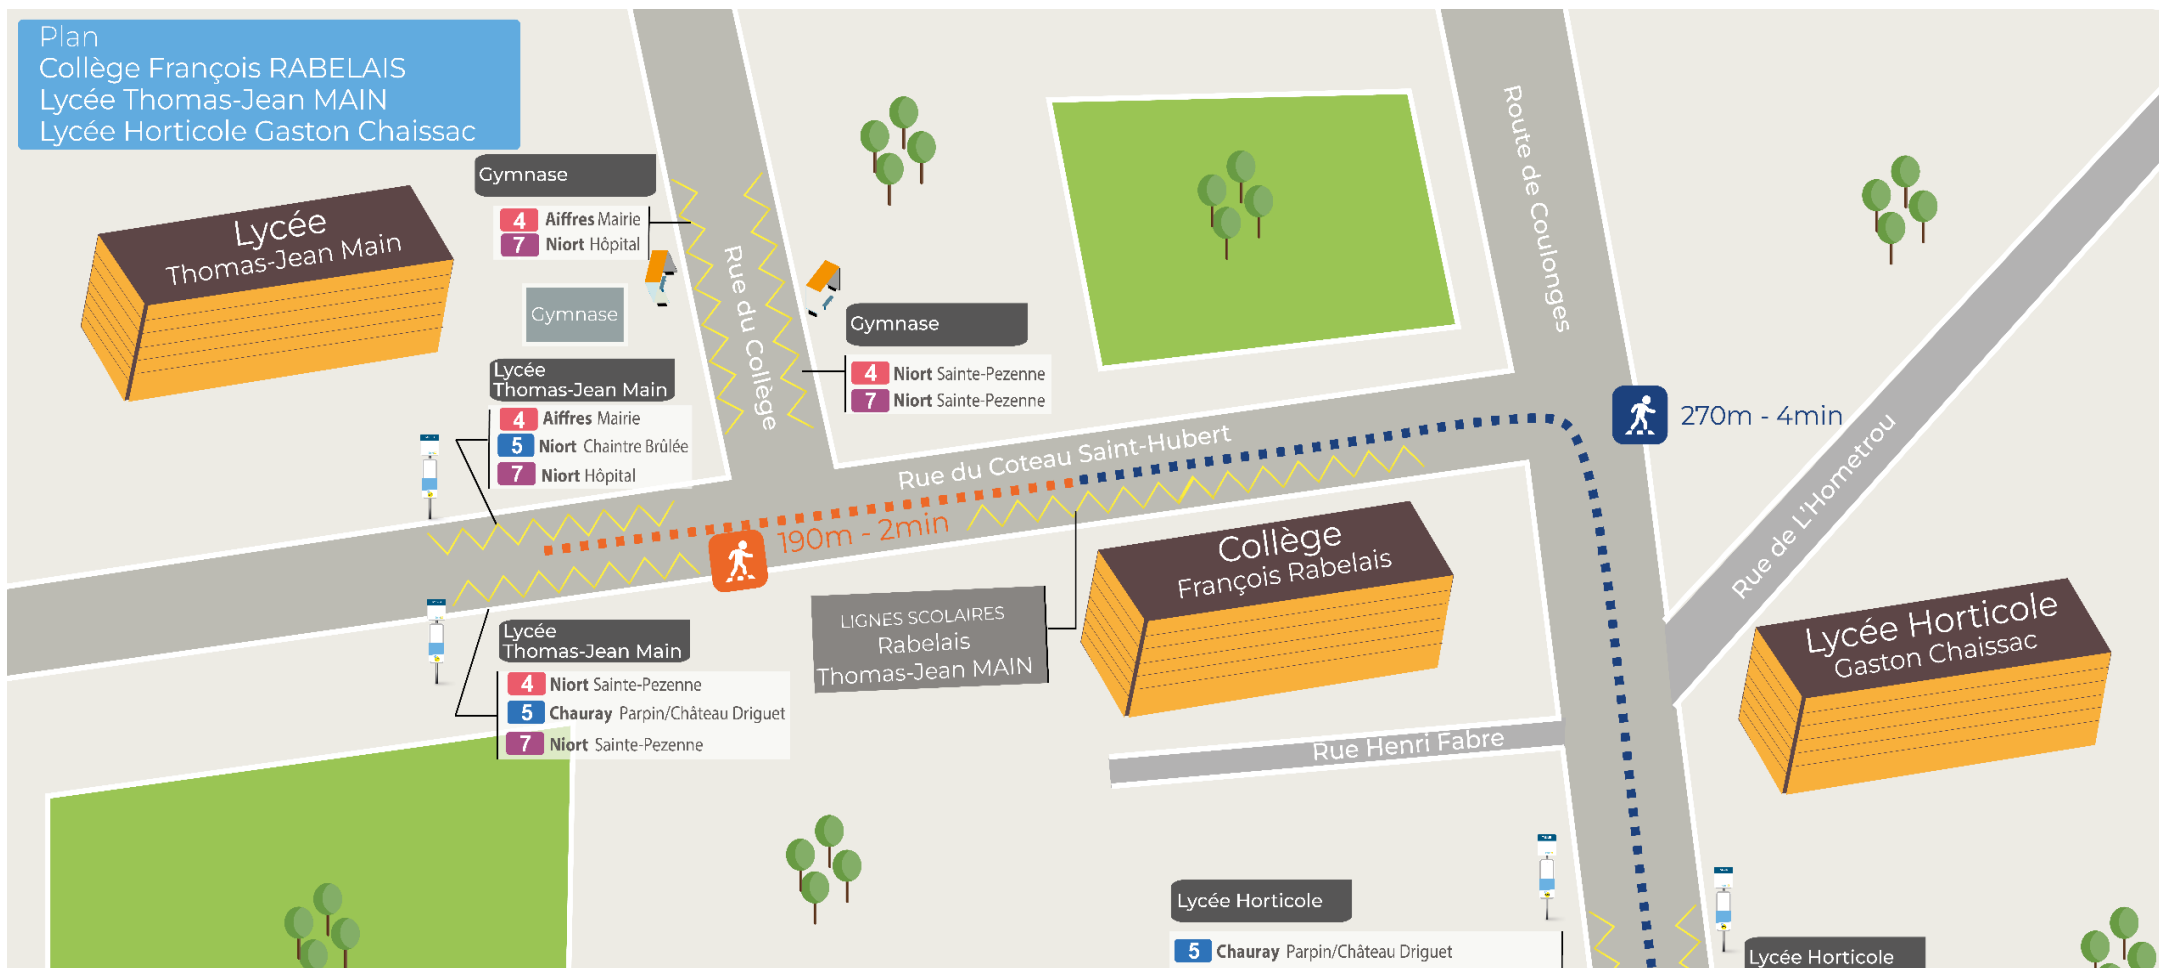 Plan
Collège François RABELAIS
Lycée Thomas-Jean MAIN
Lycée Horticole Gaston Chaissac
Lycée
Thomas-Jean Main
Gymnase
4 Aiffres Mairie
7 Niort Hôpital
Gymnase
Rue du Collège
Gymnase
4 Niort Sainte-Pezenne
7 Niort Sainte-Pezenne
Route de Coulonges
Lycée
Thomas-Jean Main
4 Aiffres Mairie
5 Niort Chaintre Brûlée
7 Niort Hôpital
Rue du Coteau Saint-Hubert
270m - 4min
Rue de L'Hometrou
190m - 2min
Collège
François Rabelais
LIGNES SCOLAIRES
Rabelais
Thomas-Jean MAIN
Lycée Horticole
Gaston Chaissac
Lycée
Thomas-Jean Main
4 Niort Sainte-Pezenne
5 Chauray Parpin/Château Driguet
7 Niort Sainte-Pezenne
Rue Henri Fabre
Lycée Horticole
5 Chauray Parpin/Château Driguet
Lycée Horticole